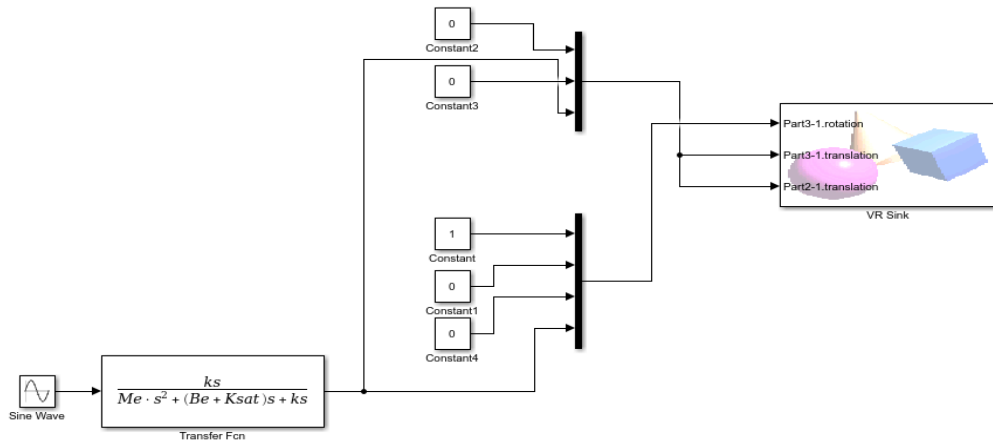 0
Constant2
0
Constant3
Part3-1.rotation
Part3-1.translation
Part2-1.translation
VR Sink
1
Constant
0
Constant1
0
Constant4
Sine Wave
ks
Me · s² + (Be + Ksat)s + ks
Transfer Fcn